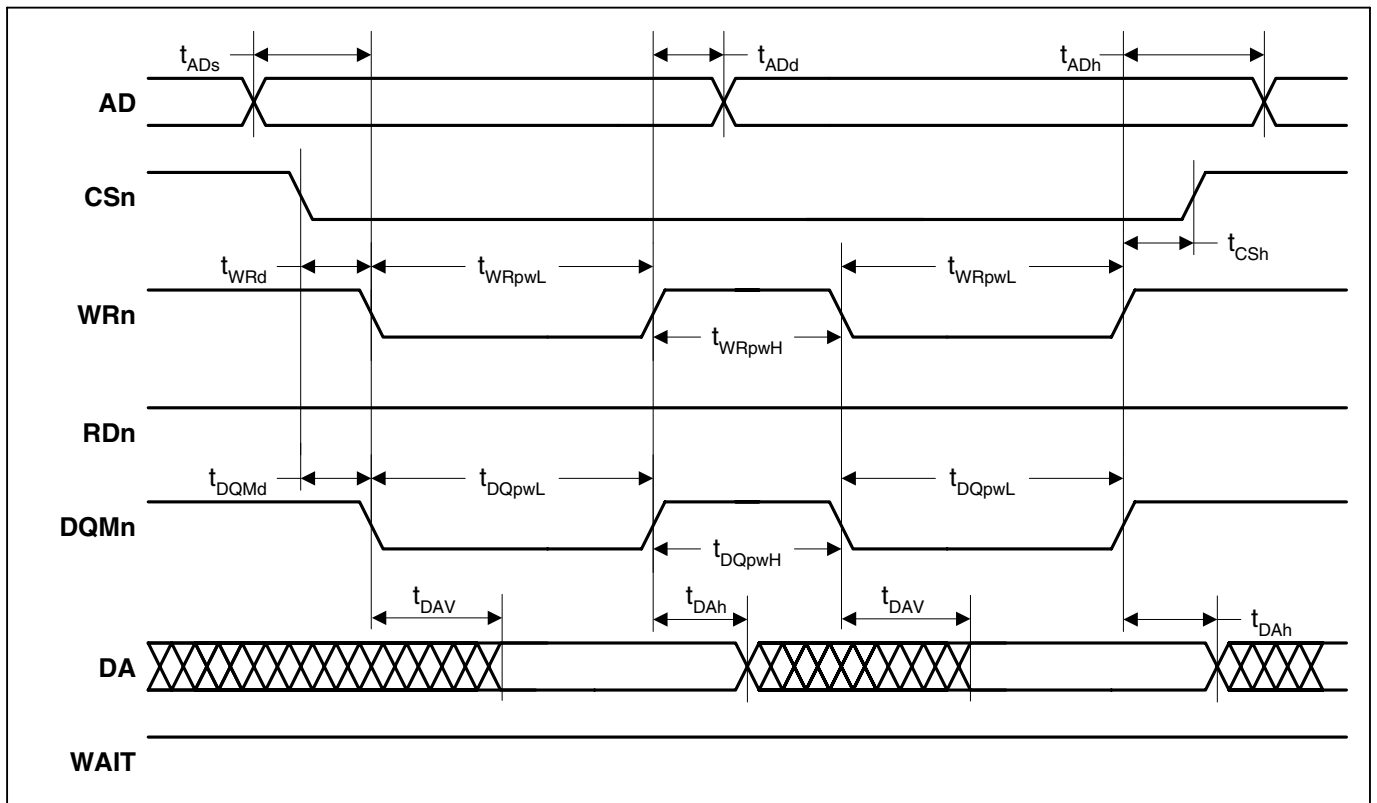 tADs
tADd
tADh
AD
CSn
tCSh
tWRd
tWRpwL
tWRpwL
WRn
tWRpwH
RDn
tDQMd
tDQpwL
tDQpwL
DQMn
tDQpwH
tDAV
tDAh
tDAV
tDAh
DA
WAIT